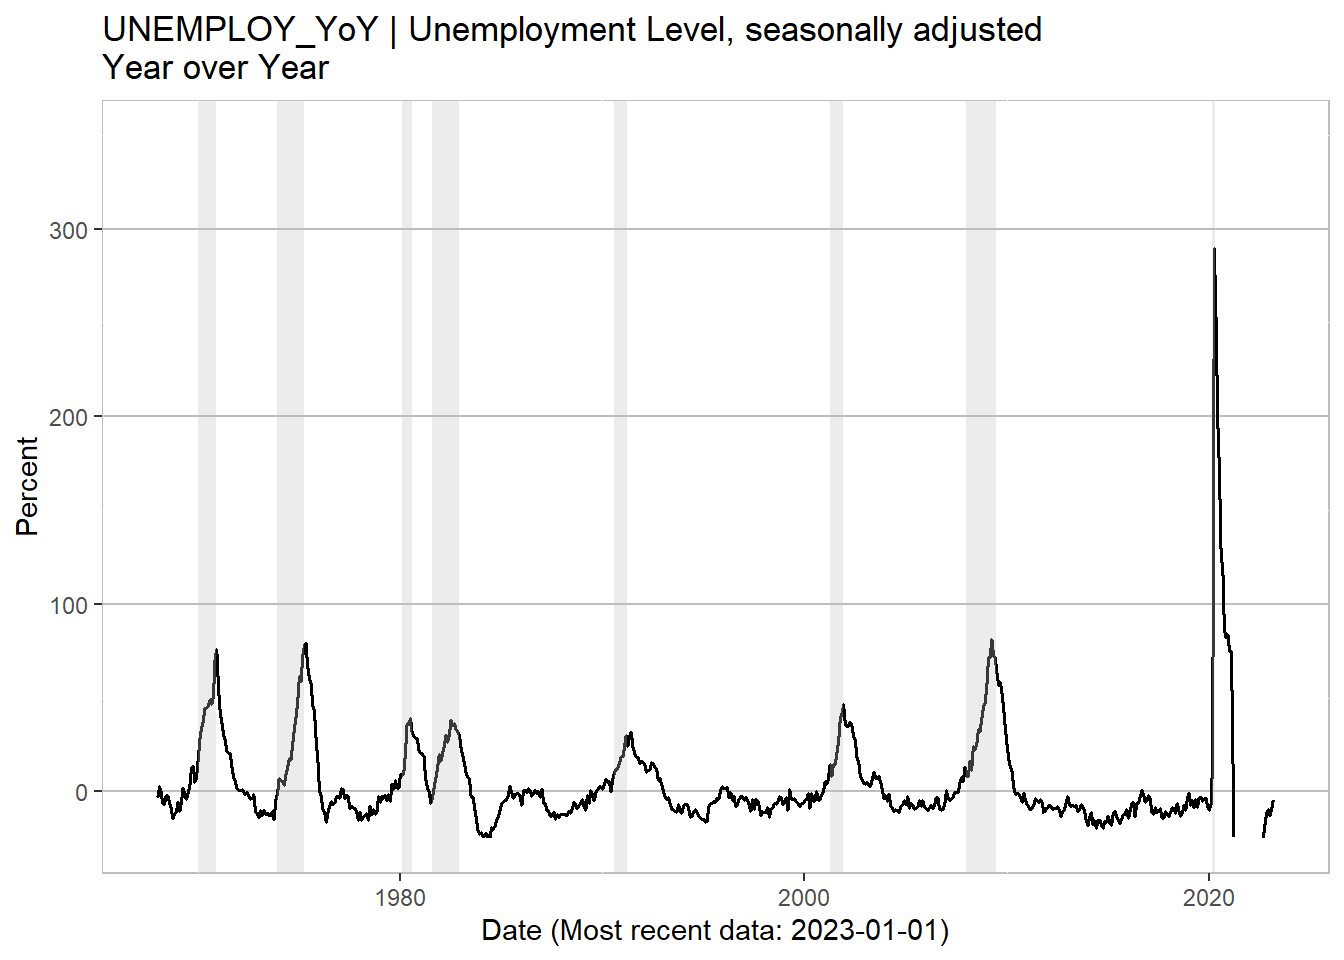 UNEMPLOY_YoY | Unemployment Level, seasonally adjusted
Year over Year
300
200
100
0
Percent
1980
2000
2020
Date (Most recent data: 2023-01-01)